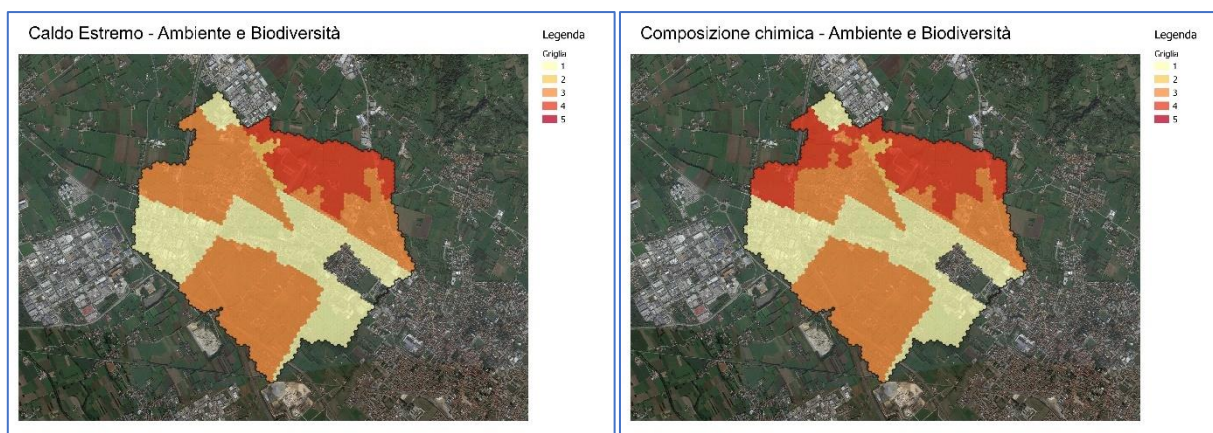 Caldo Estremo - Ambiente e Biodiversità
Legenda
Griglia
1
2
3
4
5
Composizione chimica - Ambiente e Biodiversità
Legenda
Griglia
1
2
3
4
5